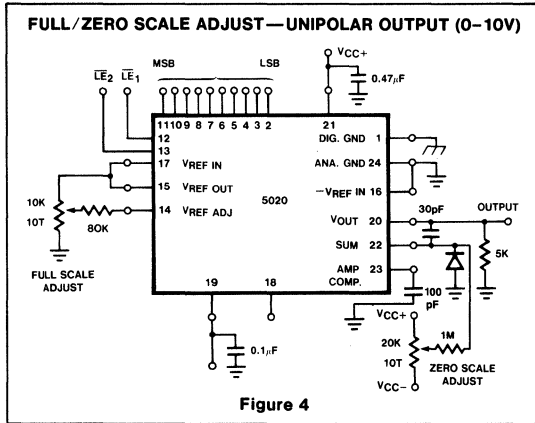 FULL/ZERO SCALE ADJUST—UNIPOLAR OUTPUT (0–10V)
LE2 LE1 MSB LSB VCC+
0.47μF
11 10 9 8 7 6 5 4 3 2 21
12 DIG. GND 1
13
17 VREF IN ANA. GND 24
15 VREF OUT −VREF IN 16
5020
10K 10T 80K 14 VREF ADJ VOUT 20 OUTPUT
30pF
FULL SCALE ADJUST
SUM 22 5K
AMP COMP. 23
19 18
100 pF
0.1μF
VCC+
20K 10T 1M
ZERO SCALE ADJUST
VCC−
Figure 4